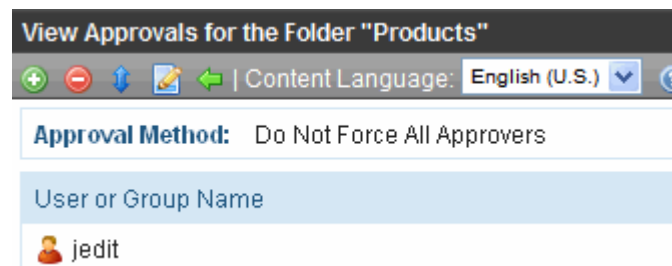 View Approvals for the Folder "Products"
| Content Language: English (U.S.)
Approval Method: Do Not Force All Approvers
User or Group Name
jedit